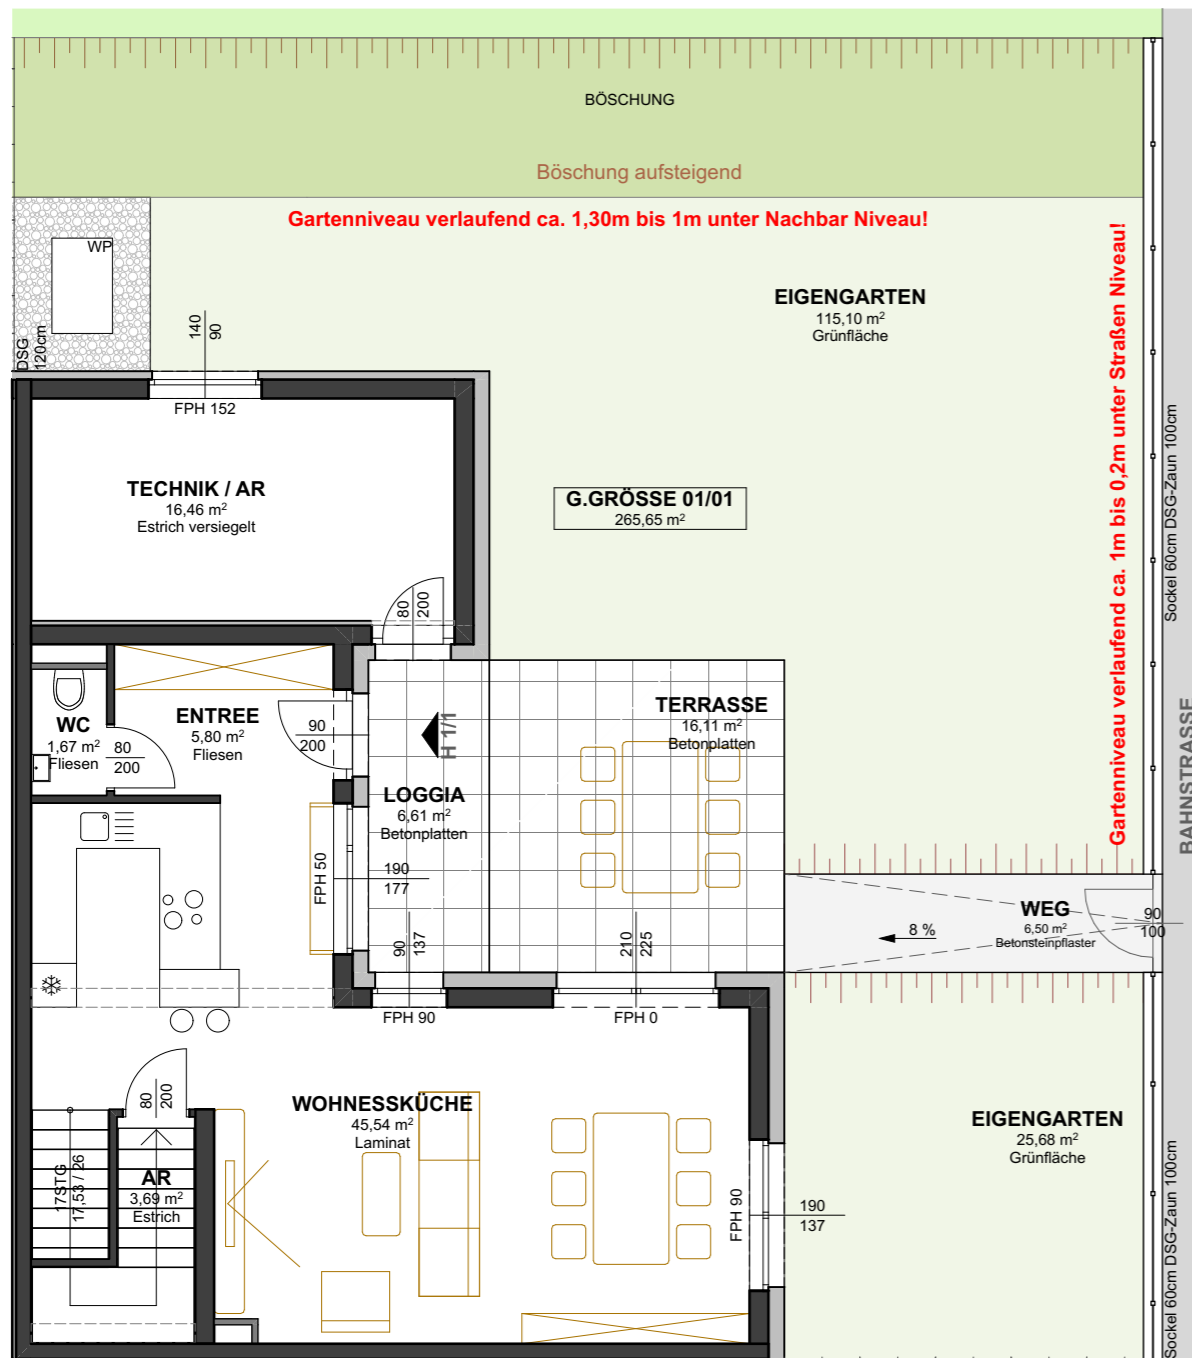 BÖSCHUNG
Böschung aufsteigend
Gartenniveau verlaufend ca. 1,30m bis 1m unter Nachbar Niveau!
WP
DSG
120cm
140
90
FPH 152
EIGENGARTEN
115,10 m²
Grünfläche
Gartenniveau verlaufend ca. 1m bis 0,2m unter Straßen Niveau!
Sockel 60cm DSG-Zaun 100cm
TECHNIK / AR
16,46 m²
Estrich versiegelt
G.GRÖSSE 01/01
265,65 m²
80
200
WC
1,67 m²
Fliesen
80
200
ENTREE
5,80 m²
Fliesen
90
200
H 1/1
TERRASSE
16,11 m²
Betonplatten
LOGGIA
6,61 m²
Betonplatten
BAHNSTRASSE
FPH 50
190
177
90
137
210
225
8 %
WEG
6,50 m²
Betonsteinpflaster
90
100
FPH 90
FPH 0
80
200
WOHNESSKÜCHE
45,54 m²
Laminat
17STG
17,53 / 26
AR
3,69 m²
Estrich
FPH 90
190
137
EIGENGARTEN
25,68 m²
Grünfläche
Sockel 60cm DSG-Zaun 100cm